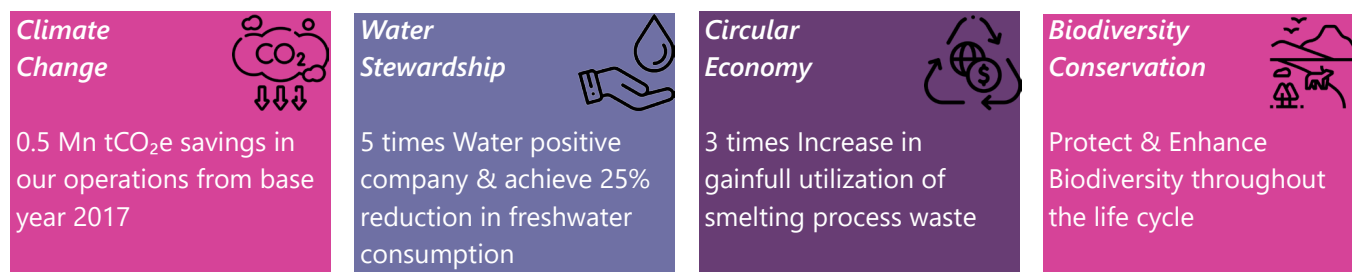 Climate
Change
CO₂
0.5 Mn tCO₂e savings in
our operations from base
year 2017
Water
Stewardship
5 times Water positive
company & achieve 25%
reduction in freshwater
consumption
Circular
Economy
$
3 times Increase in
gainfull utilization of
smelting process waste
Biodiversity
Conservation
Protect & Enhance
Biodiversity throughout
the life cycle